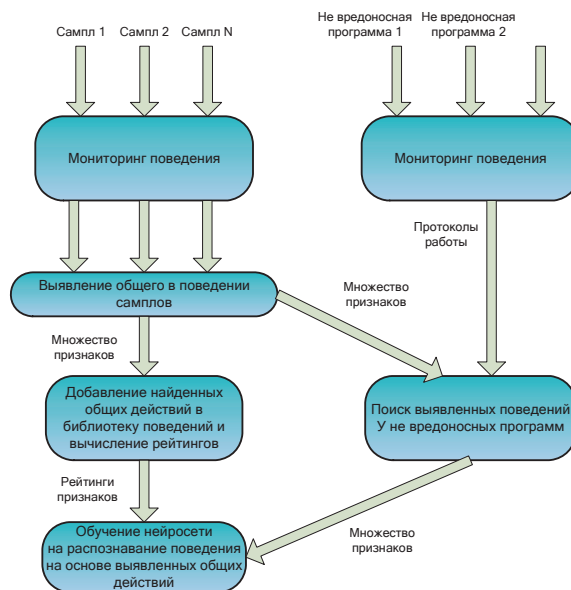 Сампл 1
Сампл 2
Сампл N
Не вредоносная
программа 1
Не вредоносная
программа 2
Мониторинг поведения
Мониторинг поведения
Протоколы
работы
Выявление общего в поведении
самплов
Множество
признаков
Множество
признаков
Добавление найденных
общих действий в
библиотеку поведений и
вычисление рейтингов
Поиск выявленных поведений
У не вредоносных программ
Рейтинги
признаков
Множество
признаков
Обучение нейросети
на распознавание поведения
на основе выявленных общих
действий